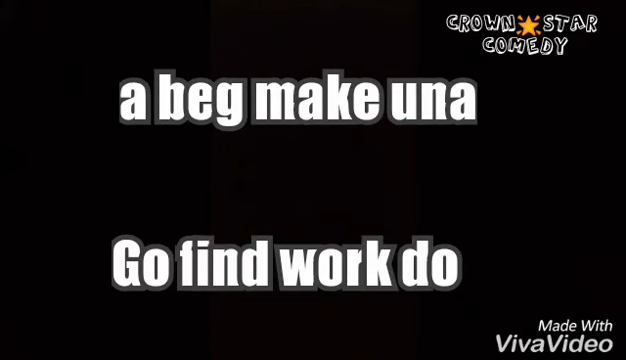 CROWN STAR
COMEDY
a beg make una
Go find work do
Made With
VivaVideo